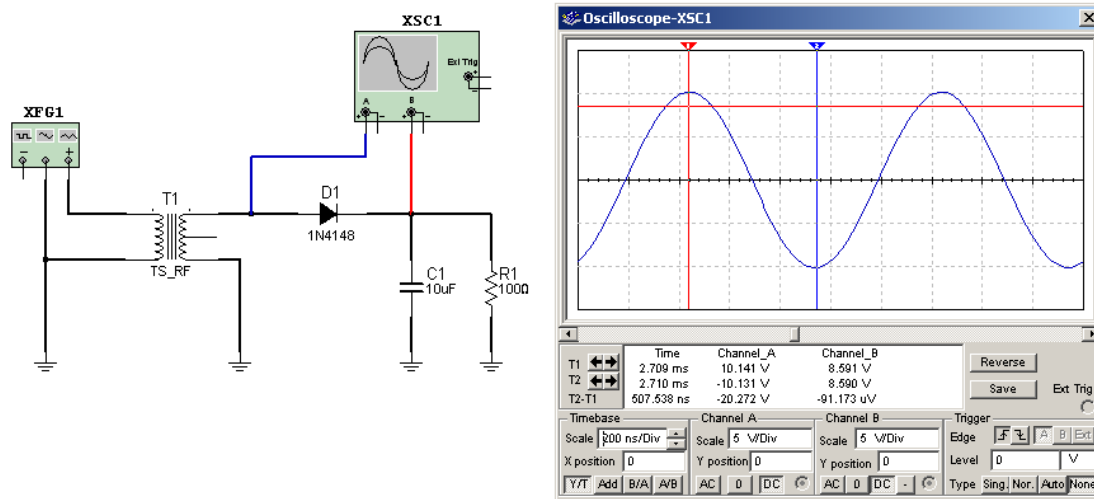 XSC1
Ext Trig
A
B
XFG1
T1
TS_RF
D1
1N4148
C1
10uF
R1
100Ω
Oscilloscope-XSC1
1
2
Time Channel_A Channel_B
T1 2.709 ms 10.141 V 8.591 V
T2 2.710 ms -10.131 V 8.590 V
T2-T1 507.538 ns -20.272 V -91.173 uV
Reverse
Save
Ext Trig
Timebase
Scale 200 ns/Div
X position 0
Y/T Add B/A A/B
Channel A
Scale 5 V/Div
Y position 0
AC 0 DC
Channel B
Scale 5 V/Div
Y position 0
AC 0 DC -
Trigger
Edge A B Ext
Level 0 V
Type Sing. Nor. Auto None